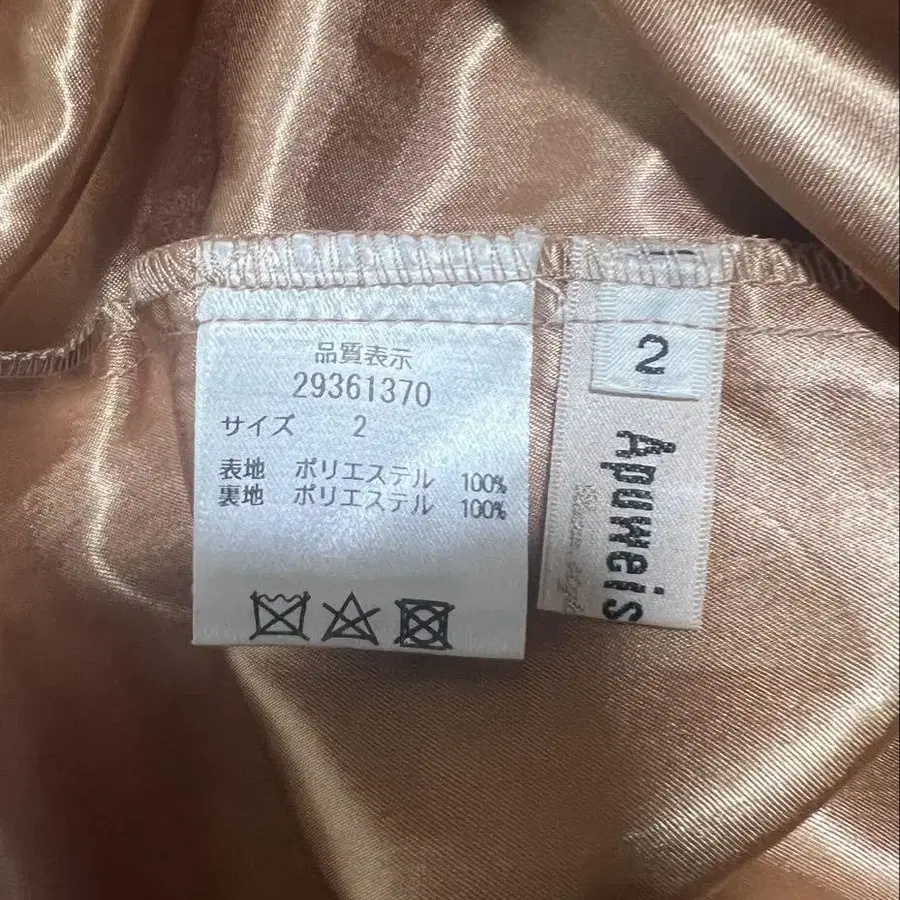 品質表示
29361370
サイズ 2
表地 ポリエステル 100%
裏地 ポリエステル 100%
2
Apuweis